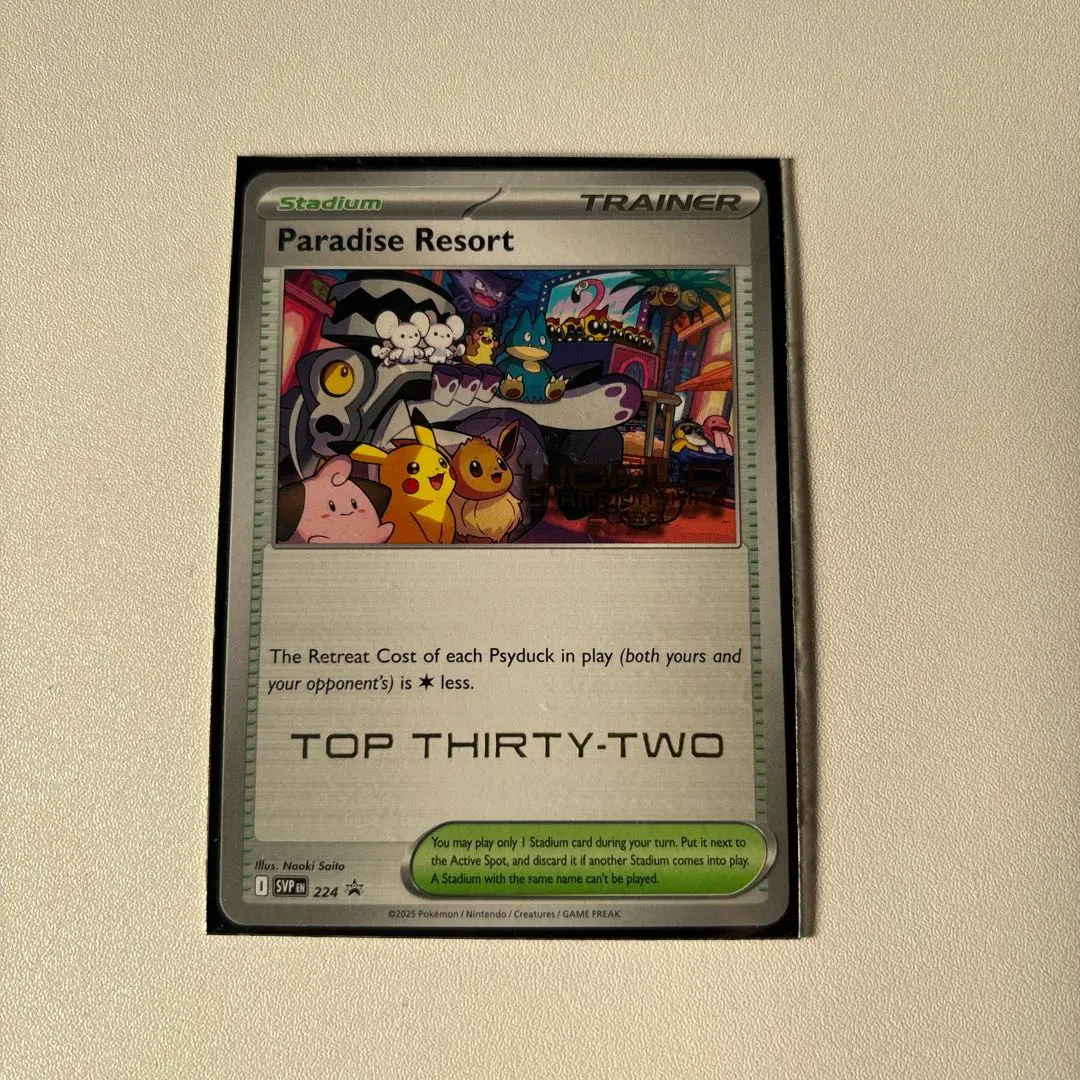 Stadium TRAINER
Paradise Resort
WORLD
CHAMPIONSHIPS
The Retreat Cost of each Psyduck in play (both yours and
your opponent's) is less.
TOP THIRTY-TWO
You may play only 1 Stadium card during your turn. Put it next to
the Active Spot, and discard it if another Stadium comes into play.
A Stadium with the same name can't be played.
Illus. Naoki Saito
I SVP EN 224
©2025 Pokémon / Nintendo / Creatures / GAME FREAK